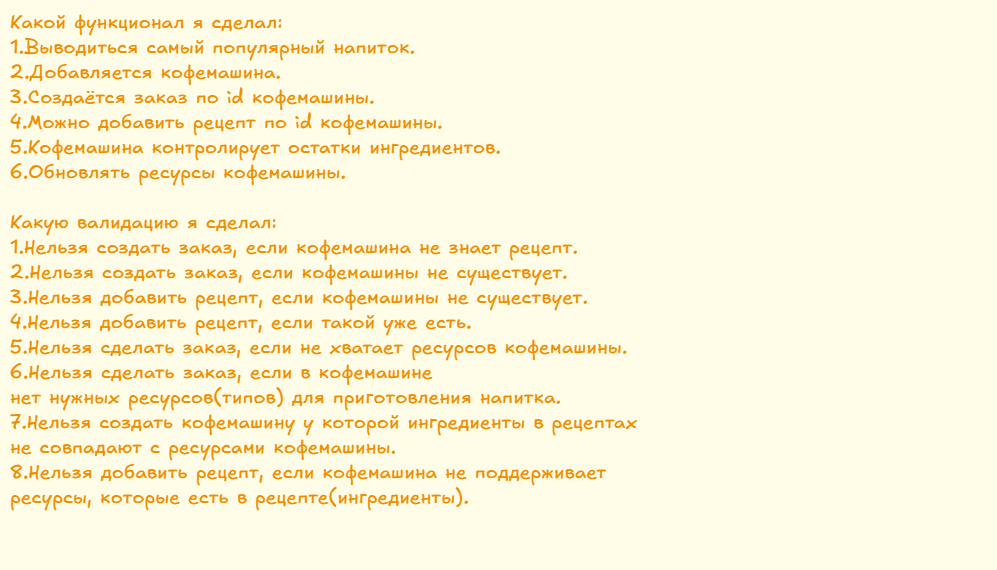 Какой функционал я сделал:
1.Выводиться самый популярный напиток.
2.Добавляется кофемашина.
3.Создаётся заказ по id кофемашины.
4.Можно добавить рецепт по id кофемашины.
5.Кофемашина контролирует остатки ингредиентов.
6.Обновлять ресурсы кофемашины.
Какую валидацию я сделал:
1.Нельзя создать заказ, если кофемашина не знает рецепт.
2.Нельзя создать заказ, если кофемашины не существует.
3.Нельзя добавить рецепт, если кофемашины не существует.
4.Нельзя добавить рецепт, если такой уже есть.
5.Нельзя сделать заказ, если не хватает ресурсов кофемашины.
6.Нельзя сделать заказ, если в кофемашине
нет нужных ресурсов(типов) для приготовления напитка.
7.Нельзя создать кофемашину у которой ингредиенты в рецептах
не совпадают с ресурсами кофемашины.
8.Нельзя добавить рецепт, если кофемашина не поддерживает
ресурсы, которые есть в рецепте(ингредиенты).